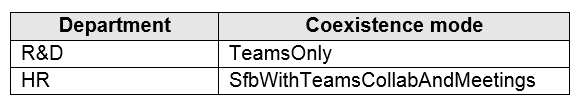 Department Coexistence mode
R&D TeamsOnly
HR SfbWithTeamsCollabAndMeetings